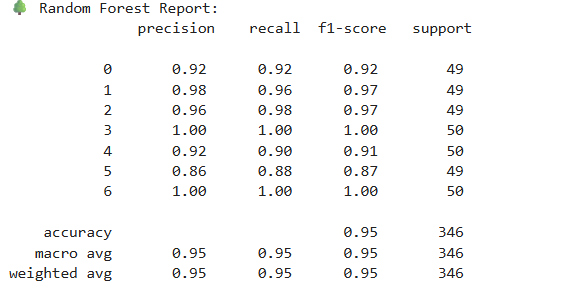 🌲 Random Forest Report:
              precision    recall  f1-score   support

           0       0.92      0.92      0.92        49
           1       0.98      0.96      0.97        49
           2       0.96      0.98      0.97        49
           3       1.00      1.00      1.00        50
           4       0.92      0.90      0.91        50
           5       0.86      0.88      0.87        49
           6       1.00      1.00      1.00        50

    accuracy                           0.95       346
   macro avg       0.95      0.95      0.95       346
weighted avg       0.95      0.95      0.95       346